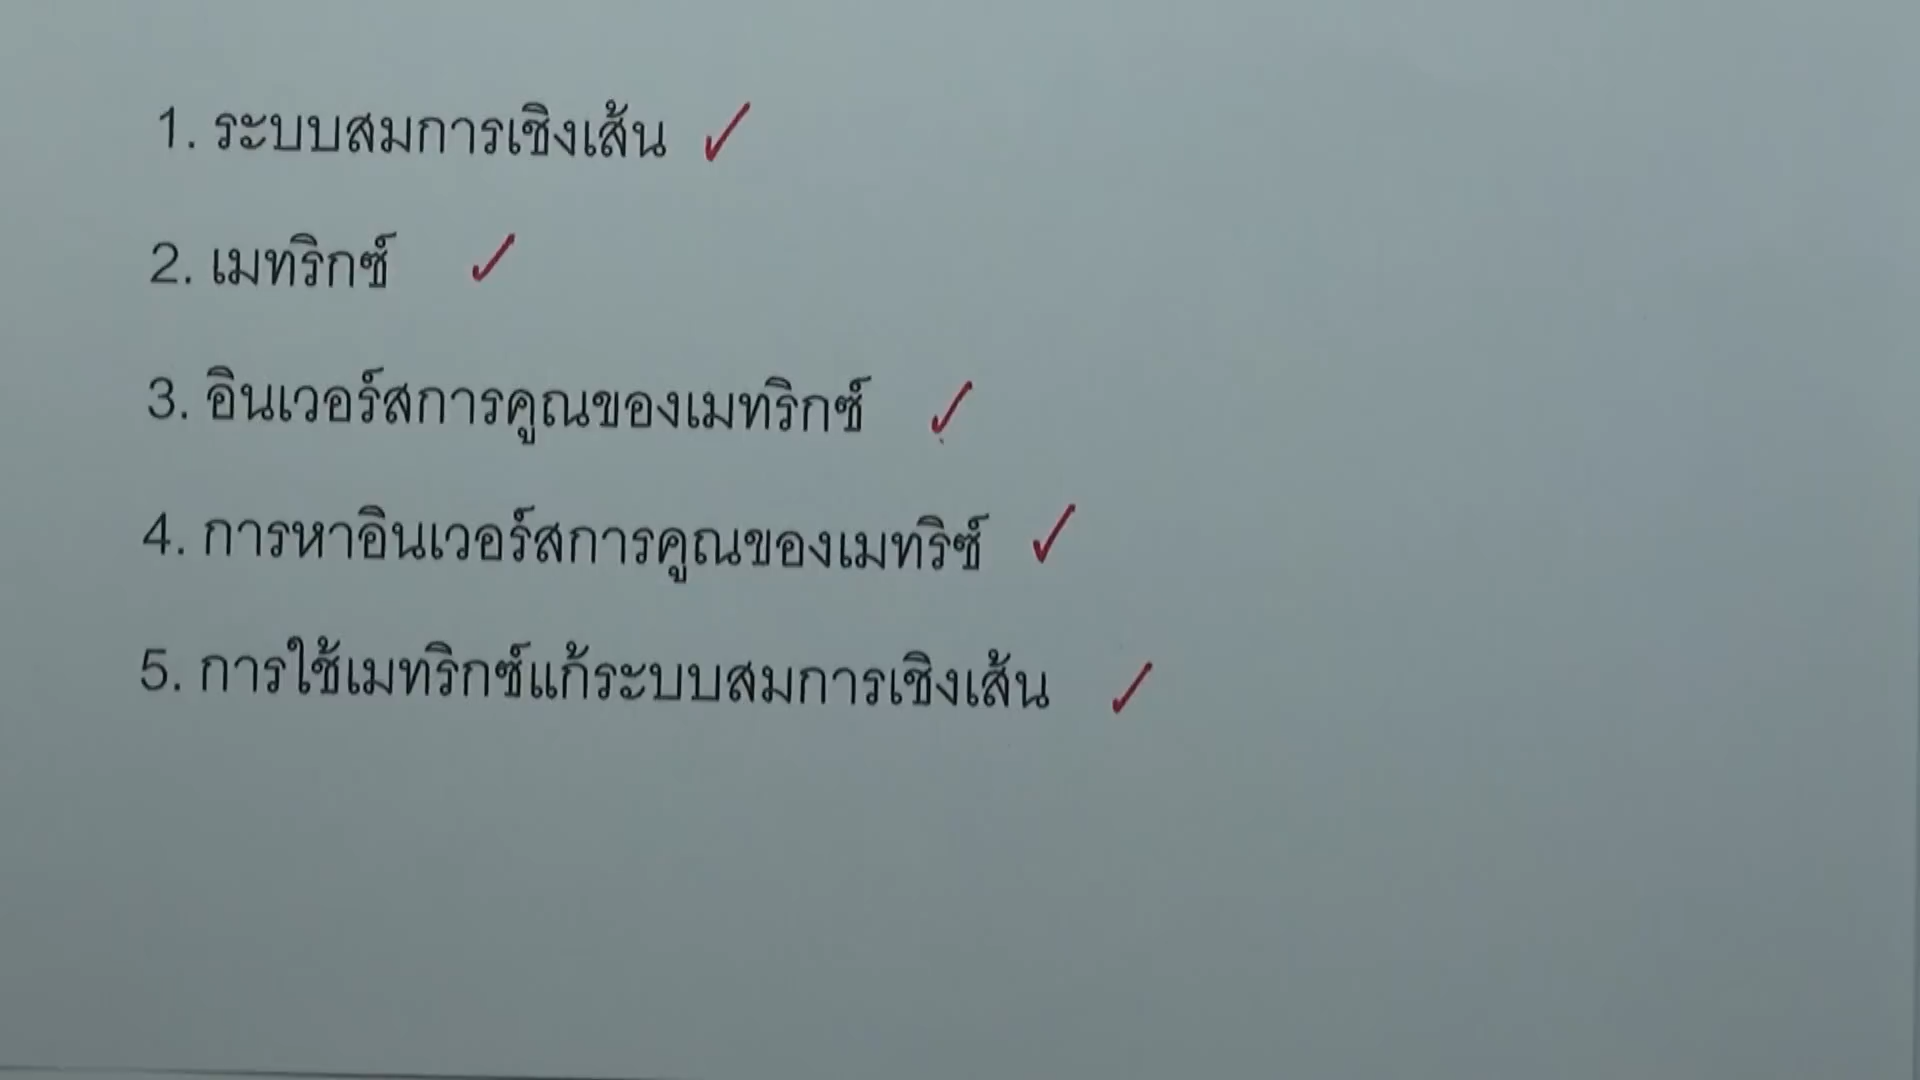 1. ระบบสมการเชิงเส้น ✓
2. เมทริกซ์ ✓
3. อินเวอร์สการคูณของเมทริกซ์ ✓
4. การหาอินเวอร์สการคูณของเมทริซ์ ✓
5. การใช้เมทริกซ์แก้ระบบสมการเชิงเส้น ✓